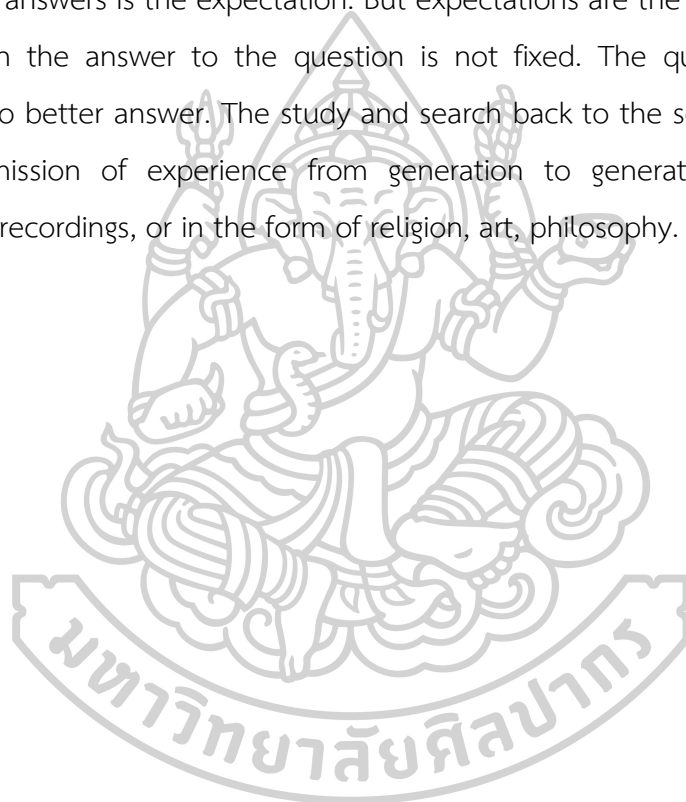 answers is the expectation. But expectations are the
the answer to the question is not fixed. The qu
o better answer. The study and search back to the s
mission of experience from generation to generat
recordings, or in the form of religion, art, philosophy.
มหาวิทยาลัยศิลปากร